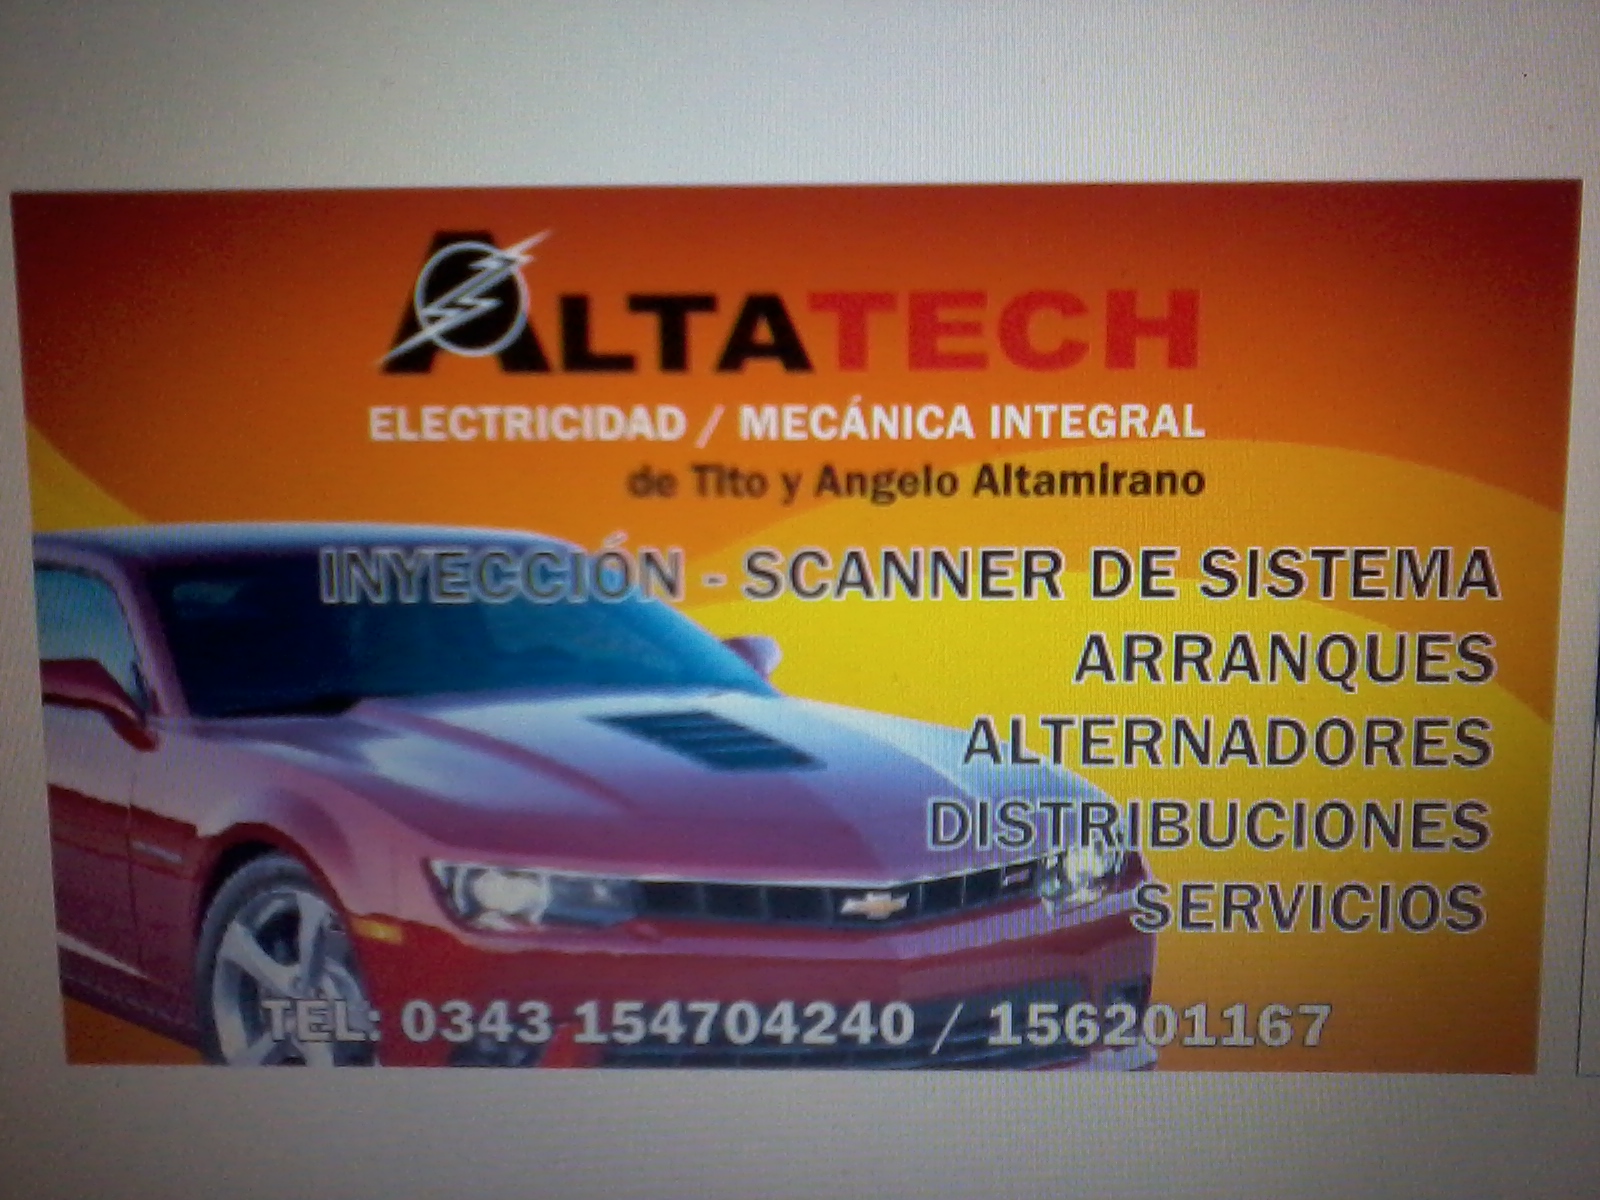 ALTATECH
ELECTRICIDAD / MECÁNICA INTEGRAL
de Tito y Angelo Altamirano
INYECCIÓN - SCANNER DE SISTEMA
ARRANQUES
ALTERNADORES
DISTRIBUCIONES
SERVICIOS
TEL: 0343 154704240 / 156201167